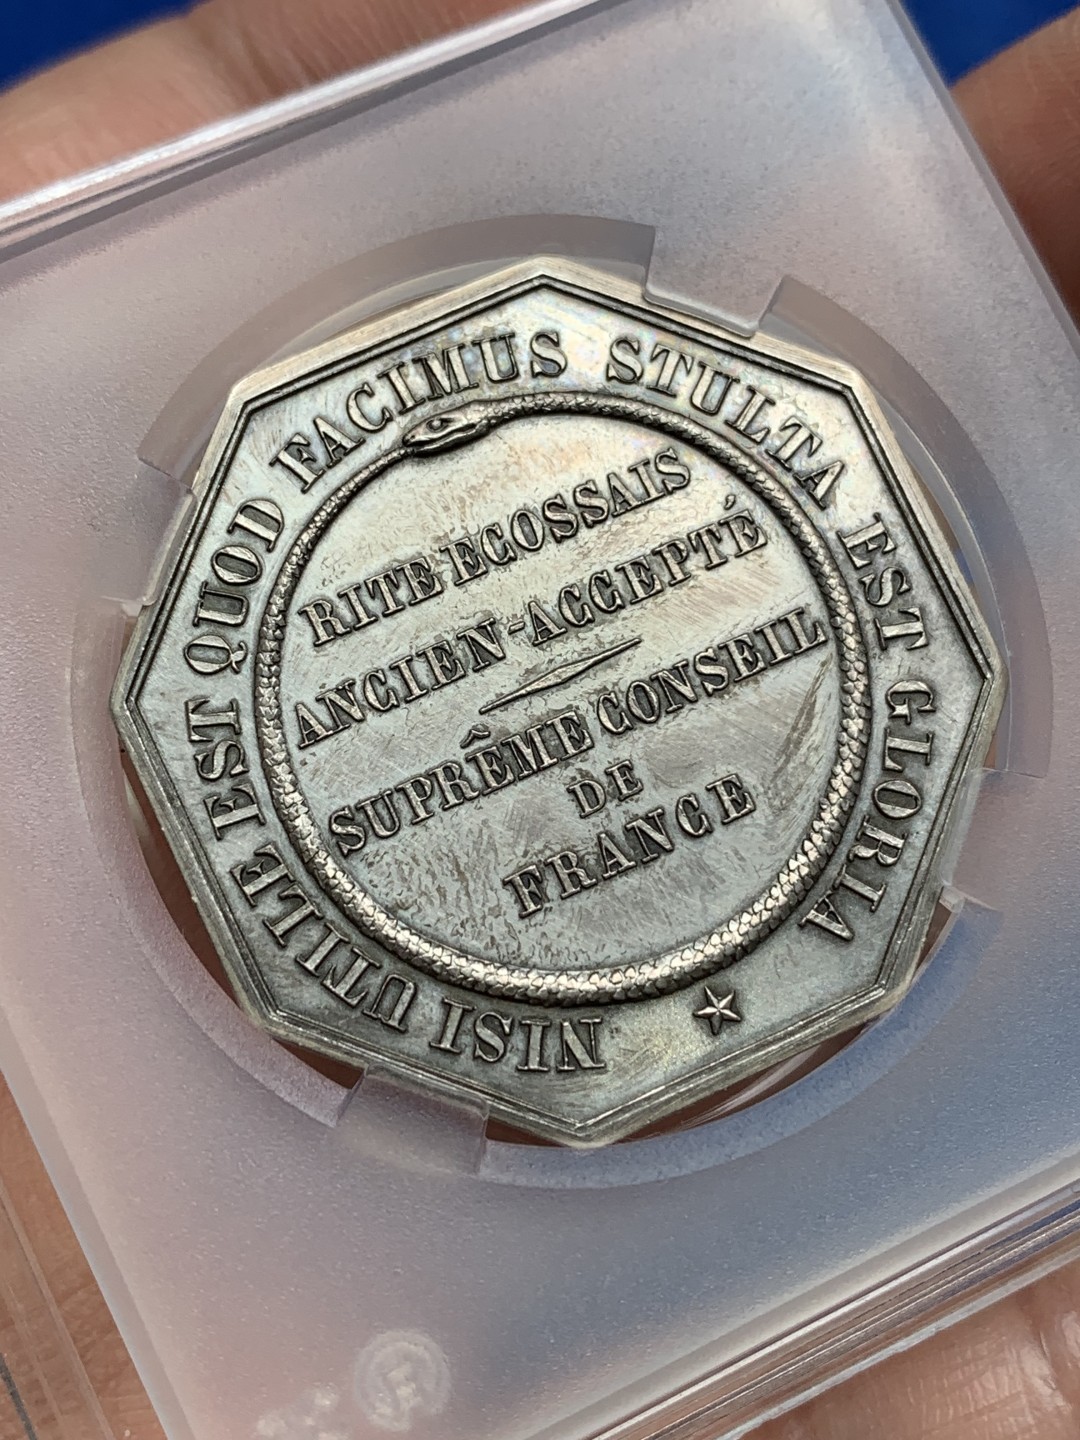 NISI UTILE EST QUOD FACIMUS STULTA EST GLORIA
RITE ECOSSAIS
ANCIEN-ACCEPTÉ
SUPRÊME CONSEIL
DE
FRANCE